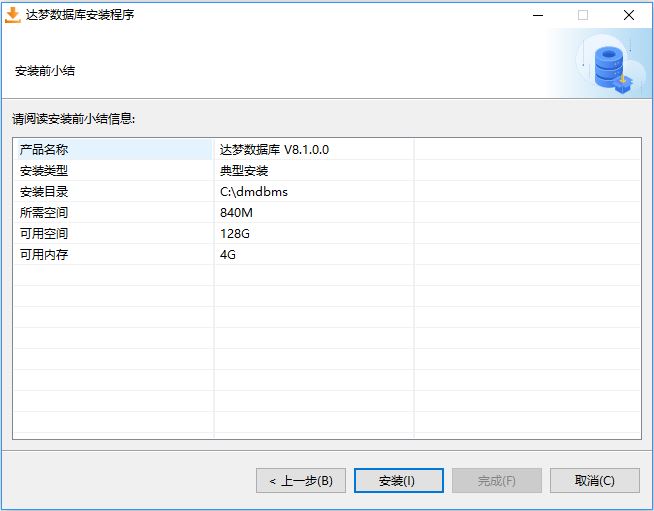 达梦数据库安装程序
安装前小结
请阅读安装前小结信息:
产品名称 达梦数据库 V8.1.0.0
安装类型 典型安装
安装目录 C:\dmdbms
所需空间 840M
可用空间 128G
可用内存 4G
< 上一步(B) 安装(I) 完成(F) 取消(C)